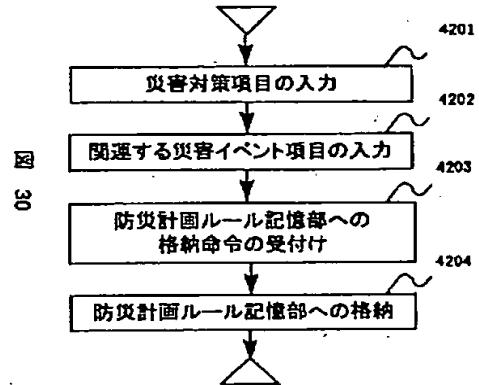 4201
災害対策項目の入力
4202
関連する災害イベント項目の入力
4203
防災計画ルール記憶部への
格納命令の受付け
4204
防災計画ルール記憶部への格納
図 30